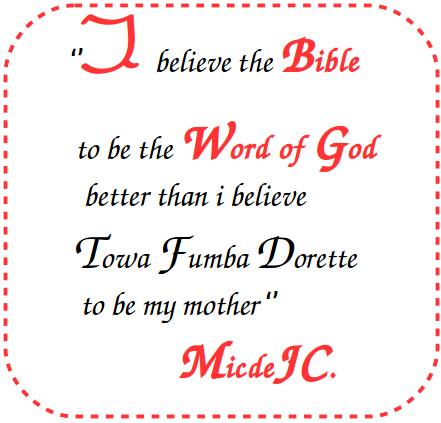 "I believe the Bible
to be the Word of God
better than i believe
Towa Fumba Dorette
to be my mother"
MicdeJC.